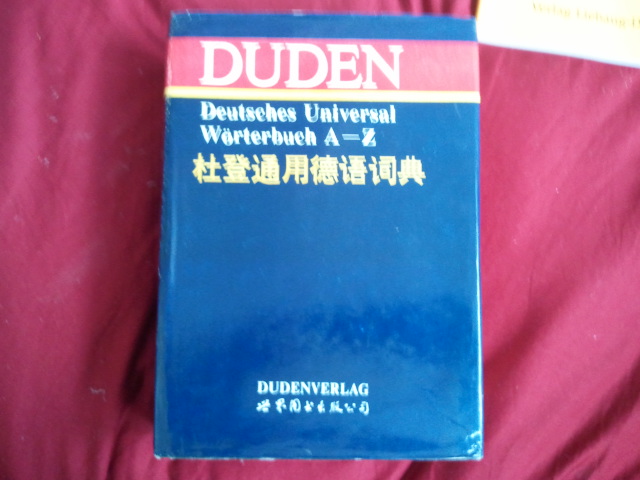 DUDEN
Deutsches Universal
Wörterbuch A—Z
杜登通用德语词典
DUDENVERLAG
世界图书出版公司
Verlag